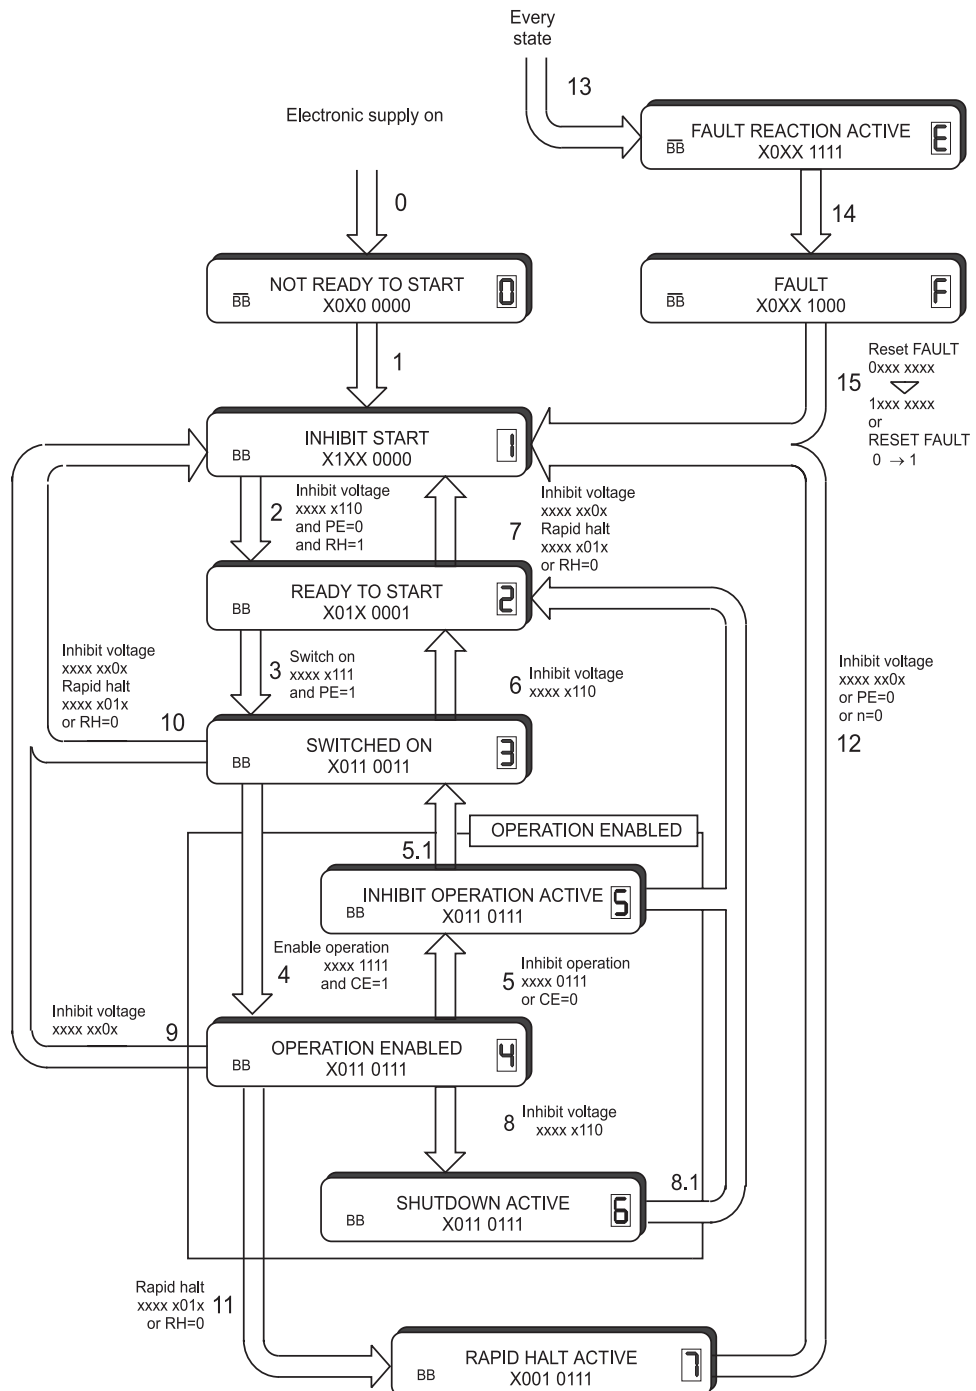 Every
state
13
Electronic supply on
FAULT REACTION ACTIVE
BB
X0XX 1111
E
0
14
NOT READY TO START
BB
X0X0 0000
0
FAULT
BB
X0XX 1000
F
1
15
Reset FAULT
0xxx xxxx
1xxx xxxx
or
RESET FAULT
0 → 1
INHIBIT START
BB
X1XX 0000
1
2
Inhibit voltage
xxxx x110
and PE=0
and RH=1
7
Inhibit voltage
xxxx xx0x
Rapid halt
xxxx x01x
or RH=0
READY TO START
BB
X01X 0001
2
Inhibit voltage
xxxx xx0x
Rapid halt
xxxx x01x
or RH=0
10
3
Switch on
xxxx x111
and PE=1
6
Inhibit voltage
xxxx x110
Inhibit voltage
xxxx xx0x
or PE=0
or n=0
12
SWITCHED ON
BB
X011 0011
3
OPERATION ENABLED
5.1
INHIBIT OPERATION ACTIVE
BB
X011 0111
5
Enable operation
xxxx 1111
and CE=1
4
5
Inhibit operation
xxxx 0111
or CE=0
Inhibit voltage
xxxx xx0x
9
OPERATION ENABLED
BB
X011 0111
4
8
Inhibit voltage
xxxx x110
SHUTDOWN ACTIVE
BB
X011 0111
6
8.1
Rapid halt
xxxx x01x
or RH=0
11
RAPID HALT ACTIVE
BB
X001 0111
7